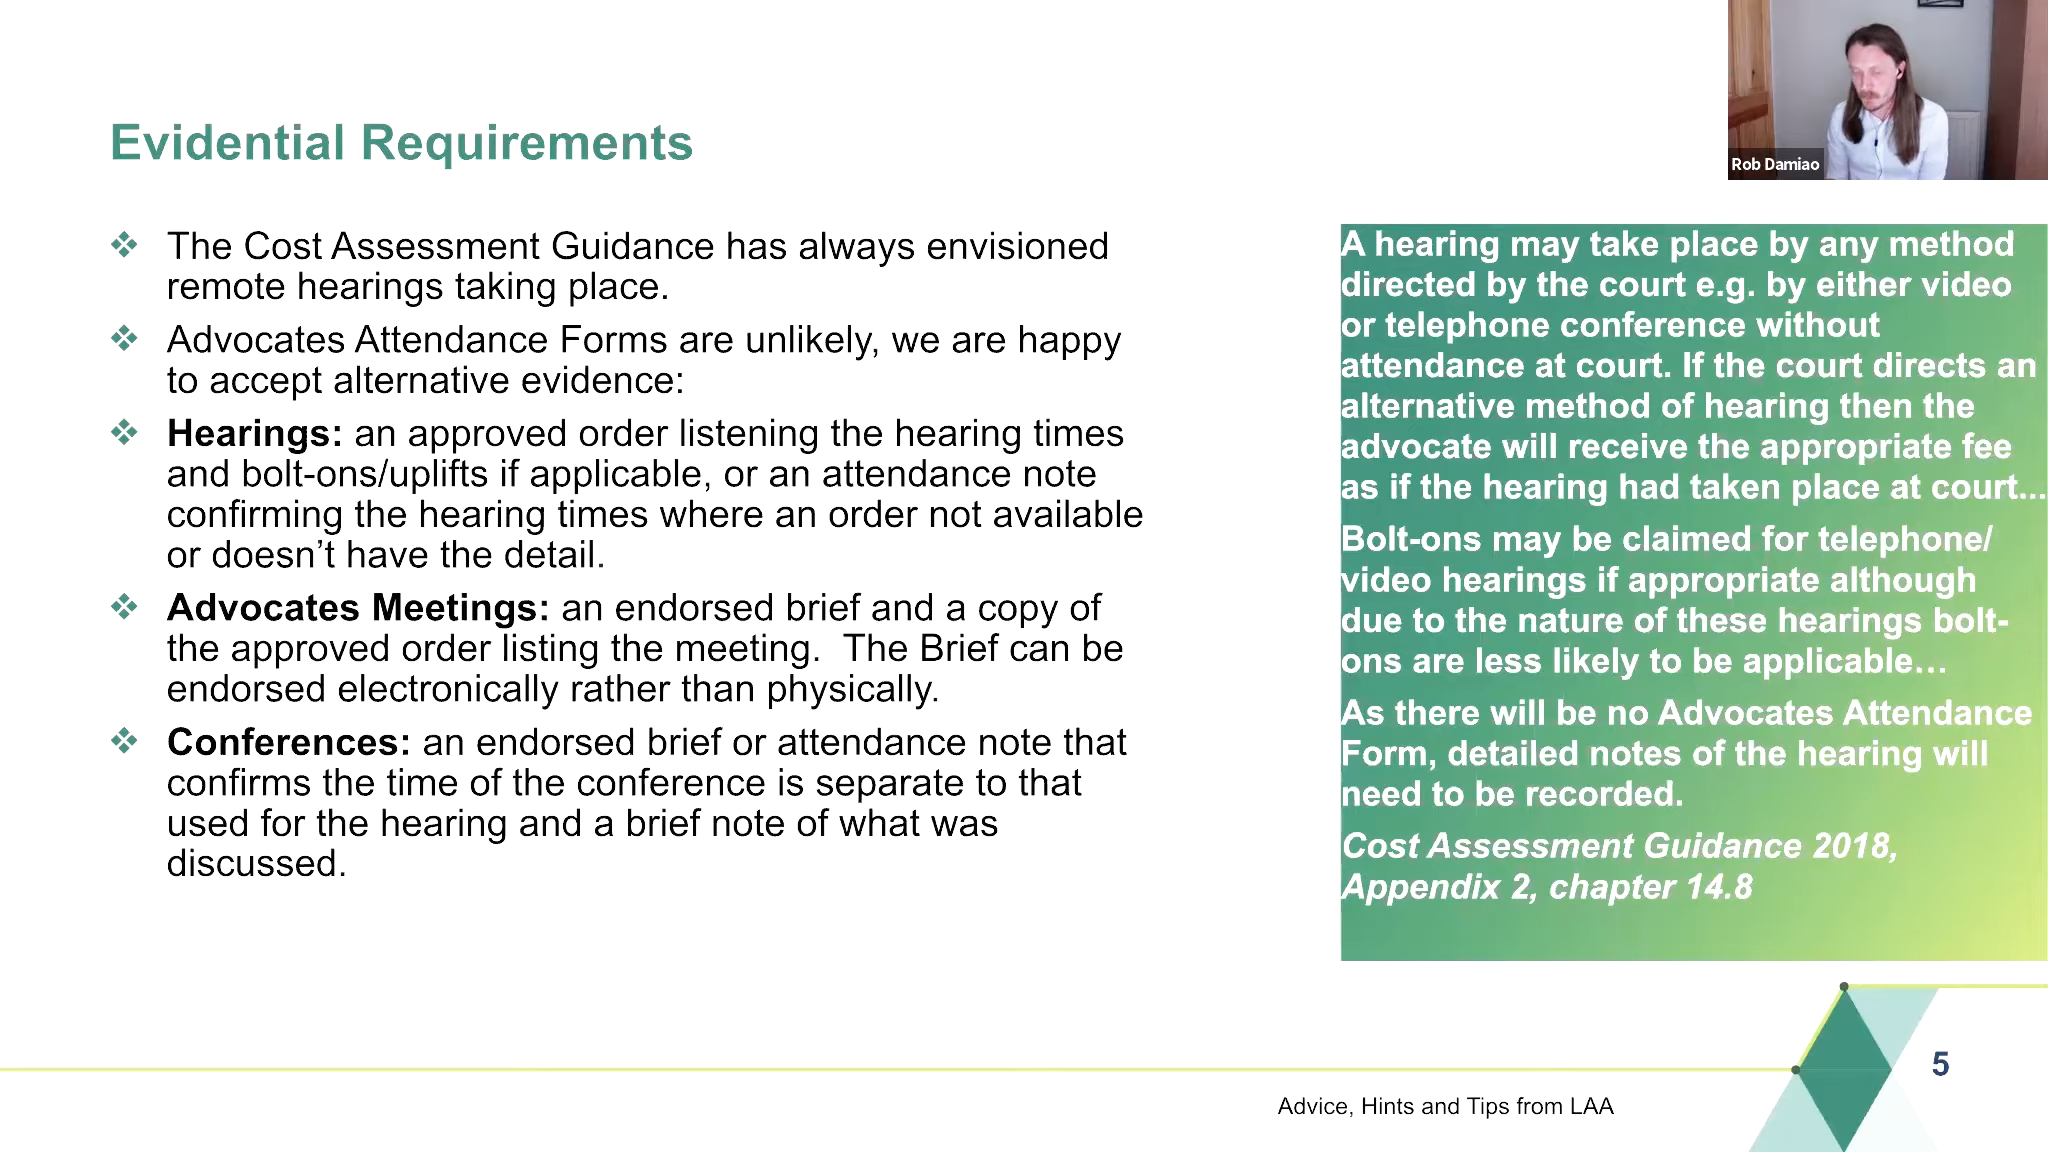 Evidential Requirements
Rob Damiao
The Cost Assessment Guidance has always envisioned
remote hearings taking place.
Advocates Attendance Forms are unlikely, we are happy
to accept alternative evidence:
Hearings: an approved order listening the hearing times
and bolt-ons/uplifts if applicable, or an attendance note
confirming the hearing times where an order not available
or doesn’t have the detail.
Advocates Meetings: an endorsed brief and a copy of
the approved order listing the meeting.  The Brief can be
endorsed electronically rather than physically.
Conferences: an endorsed brief or attendance note that
confirms the time of the conference is separate to that
used for the hearing and a brief note of what was
discussed.
A hearing may take place by any method
directed by the court e.g. by either video
or telephone conference without
attendance at court. If the court directs an
alternative method of hearing then the
advocate will receive the appropriate fee
as if the hearing had taken place at court...
Bolt-ons may be claimed for telephone/
video hearings if appropriate although
due to the nature of these hearings bolt-
ons are less likely to be applicable…
As there will be no Advocates Attendance
Form, detailed notes of the hearing will
need to be recorded.
Cost Assessment Guidance 2018,
Appendix 2, chapter 14.8
5
Advice, Hints and Tips from LAA